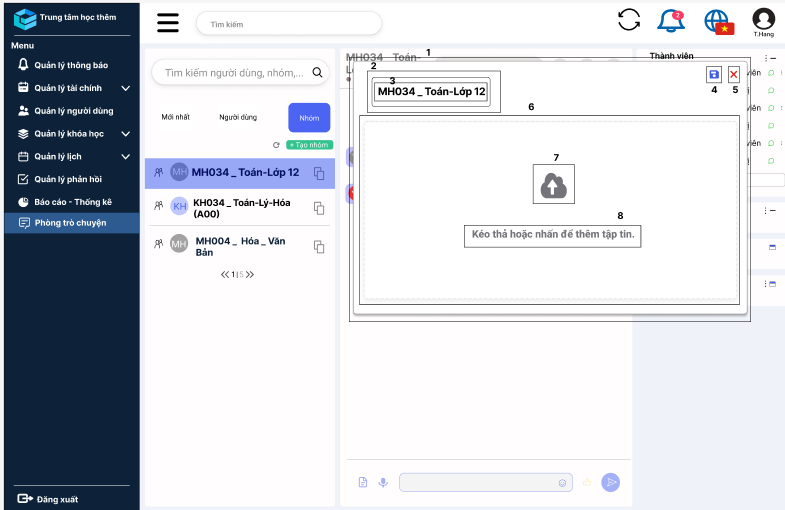 Trung tâm học thêm
Menu
Quản lý thông báo
Quản lý tài chính
Quản lý người dùng
Quản lý khóa học
Quản lý lịch
Quản lý phản hồi
Báo cáo - Thống kê
Phòng trò chuyện
Đăng xuất
Tìm kiếm
2
T.Hang
Tìm kiếm người dùng, nhóm,...
Mới nhất
Người dùng
Nhóm
+ Tạo nhóm
MH
MH034 _ Toán-Lớp 12
KH
KH034 _ Toán-Lý-Hóa
(A00)
MH
MH004 _ Hóa _ Văn
Bản
1|5
MH034 Toán-
1
Thành viên
2
3
MH034 _ Toán-Lớp 12
4
5
6
7
8
Kéo thả hoặc nhấn để thêm tập tin.